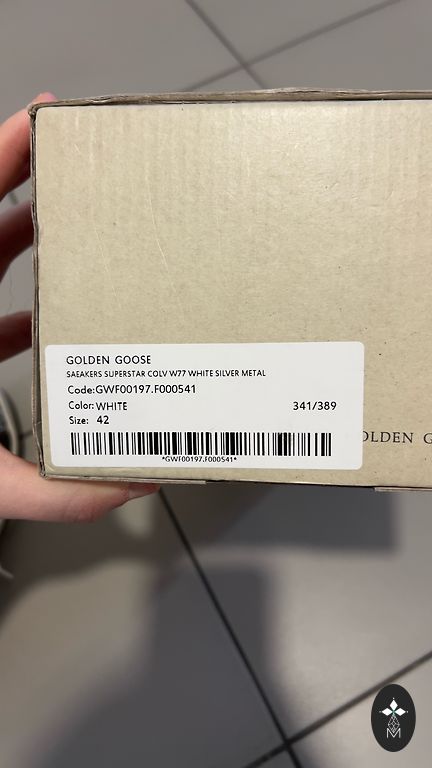 GOLDEN GOOSE
SAEAKERS SUPERSTAR COLV W77 WHITE SILVER METAL
Code:GWF00197.F000541
Color: WHITE 341/389
Size: 42
*GWF00197.F000541*
OLDEN G